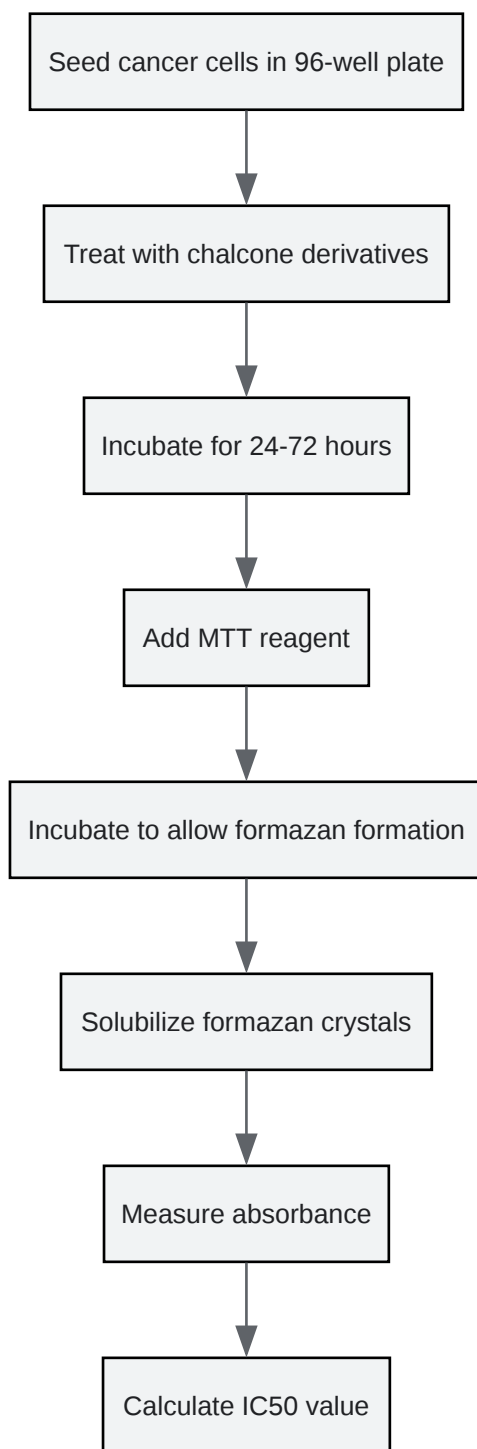 Seed cancer cells in 96-well plate
Treat with chalcone derivatives
Incubate for 24-72 hours
Add MTT reagent
Incubate to allow formazan formation
Solubilize formazan crystals
Measure absorbance
Calculate IC50 value